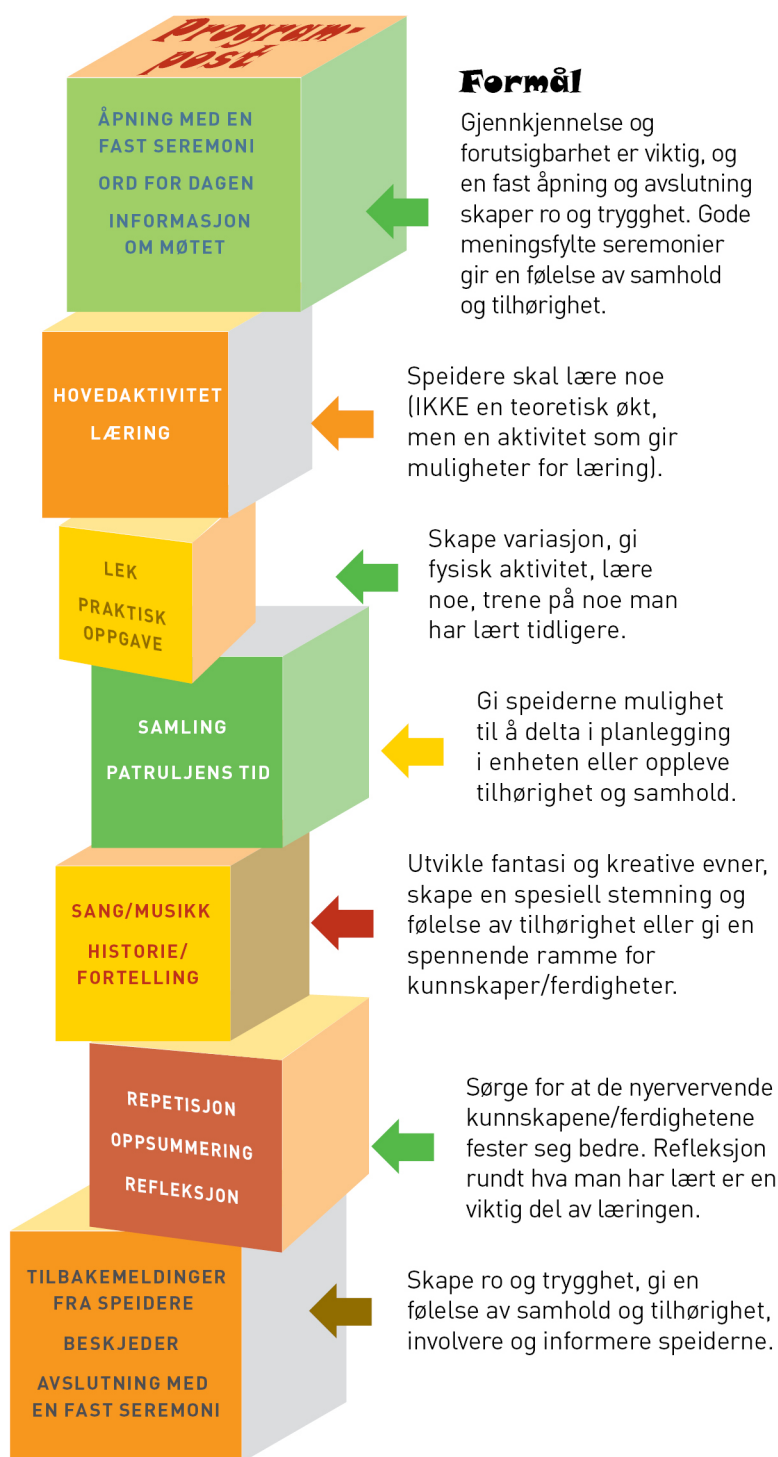 Program-
post
Formål
ÅPNING MED EN
FAST SEREMONI
ORD FOR DAGEN
INFORMASJON
OM MØTET
Gjennkjennelse og
forutsigbarhet er viktig, og
en fast åpning og avslutning
skaper ro og trygghet. Gode
meningsfylte seremonier
gir en følelse av samhold
og tilhørighet.
HOVEDAKTIVITET
LÆRING
Speidere skal lære noe
(IKKE en teoretisk økt,
men en aktivitet som gir
muligheter for læring).
LEK
PRAKTISK
OPPGAVE
Skape variasjon, gi
fysisk aktivitet, lære
noe, trene på noe man
har lært tidligere.
SAMLING
PATRULJENS TID
Gi speiderne mulighet
til å delta i planlegging
i enheten eller oppleve
tilhørighet og samhold.
SANG/MUSIKK
HISTORIE/
FORTELLING
Utvikle fantasi og kreative evner,
skape en spesiell stemning og
følelse av tilhørighet eller gi en
spennende ramme for
kunnskaper/ferdigheter.
REPETISJON
OPPSUMMERING
REFLEKSJON
Sørge for at de nyervervende
kunnskapene/ferdighetene
fester seg bedre. Refleksjon
rundt hva man har lært er en
viktig del av læringen.
TILBAKEMELDINGER
FRA SPEIDERE
BESKJEDER
AVSLUTNING MED
EN FAST SEREMONI
Skape ro og trygghet, gi en
følelse av samhold og tilhørighet,
involvere og informere speiderne.